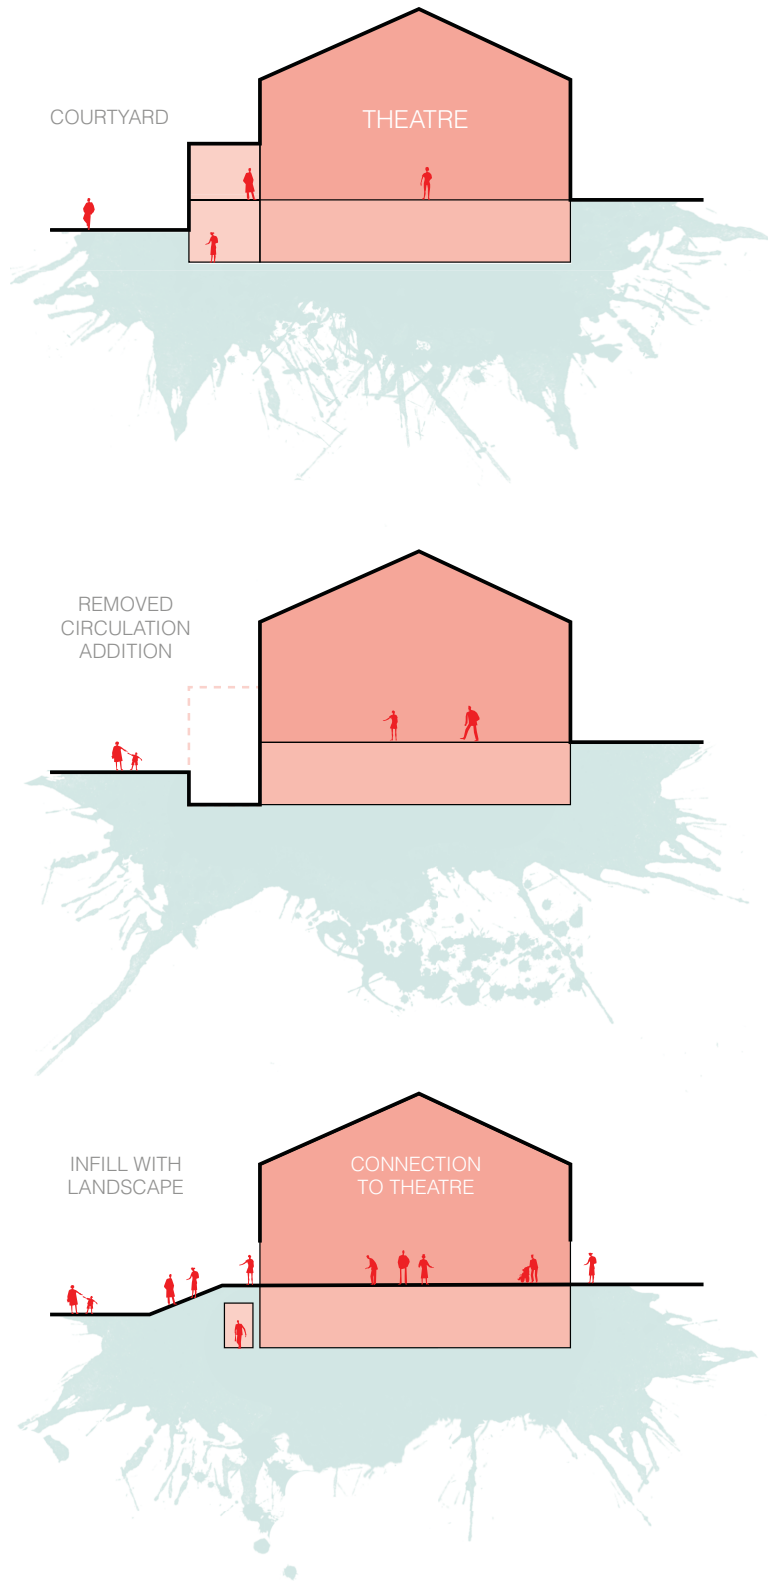 COURTYARD
THEATRE
REMOVED
CIRCULATION
ADDITION
INFILL WITH
LANDSCAPE
CONNECTION
TO THEATRE